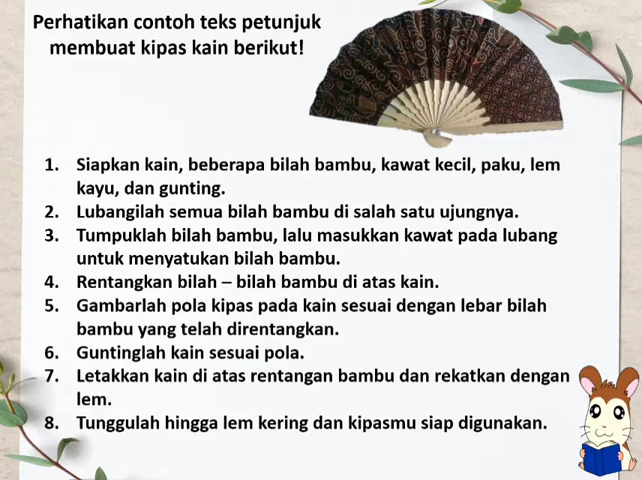 Perhatikan contoh teks petunjuk
membuat kipas kain berikut!
1. Siapkan kain, beberapa bilah bambu, kawat kecil, paku, lem
kayu, dan gunting.
2. Lubangilah semua bilah bambu di salah satu ujungnya.
3. Tumpuklah bilah bambu, lalu masukkan kawat pada lubang
untuk menyatukan bilah bambu.
4. Rentangkan bilah – bilah bambu di atas kain.
5. Gambarlah pola kipas pada kain sesuai dengan lebar bilah
bambu yang telah direntangkan.
6. Guntinglah kain sesuai pola.
7. Letakkan kain di atas rentangan bambu dan rekatkan dengan
lem.
8. Tunggulah hingga lem kering dan kipasmu siap digunakan.